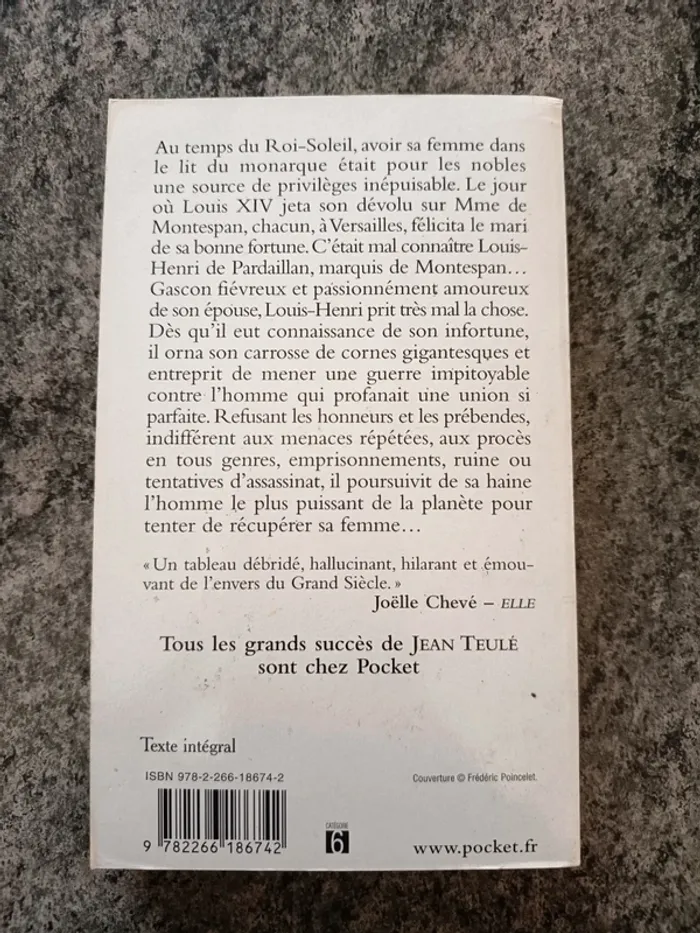 Au temps du Roi-Soleil, avoir sa femme dans
le lit du monarque était pour les nobles
une source de privilèges inépuisable. Le jour
où Louis XIV jeta son dévolu sur Mme de
Montespan, chacun, à Versailles, félicita le mari
de sa bonne fortune. C'était mal connaître Louis-
Henri de Pardaillan, marquis de Montespan…
Gascon fiévreux et passionnément amoureux
de son épouse, Louis-Henri prit très mal la chose.
Dès qu'il eut connaissance de son infortune,
il orna son carrosse de cornes gigantesques et
entreprit de mener une guerre impitoyable
contre l'homme qui profanait une union si
parfaite. Refusant les honneurs et les prébendes,
indifférent aux menaces répétées, aux procès
en tous genres, emprisonnements, ruine ou
tentatives d'assassinat, il poursuivit de sa haine
l'homme le plus puissant de la planète pour
tenter de récupérer sa femme…
« Un tableau débridé, hallucinant, hilarant et émou-
vant de l'envers du Grand Siècle. »
Joëlle Chevé – ELLE
Tous les grands succès de JEAN TEULÉ
sont chez Pocket
Texte intégral
ISBN 978-2-266-18674-2
Couverture © Frédéric Poincelet.
9 782266 186742
CATÉGORIE
6
www.pocket.fr